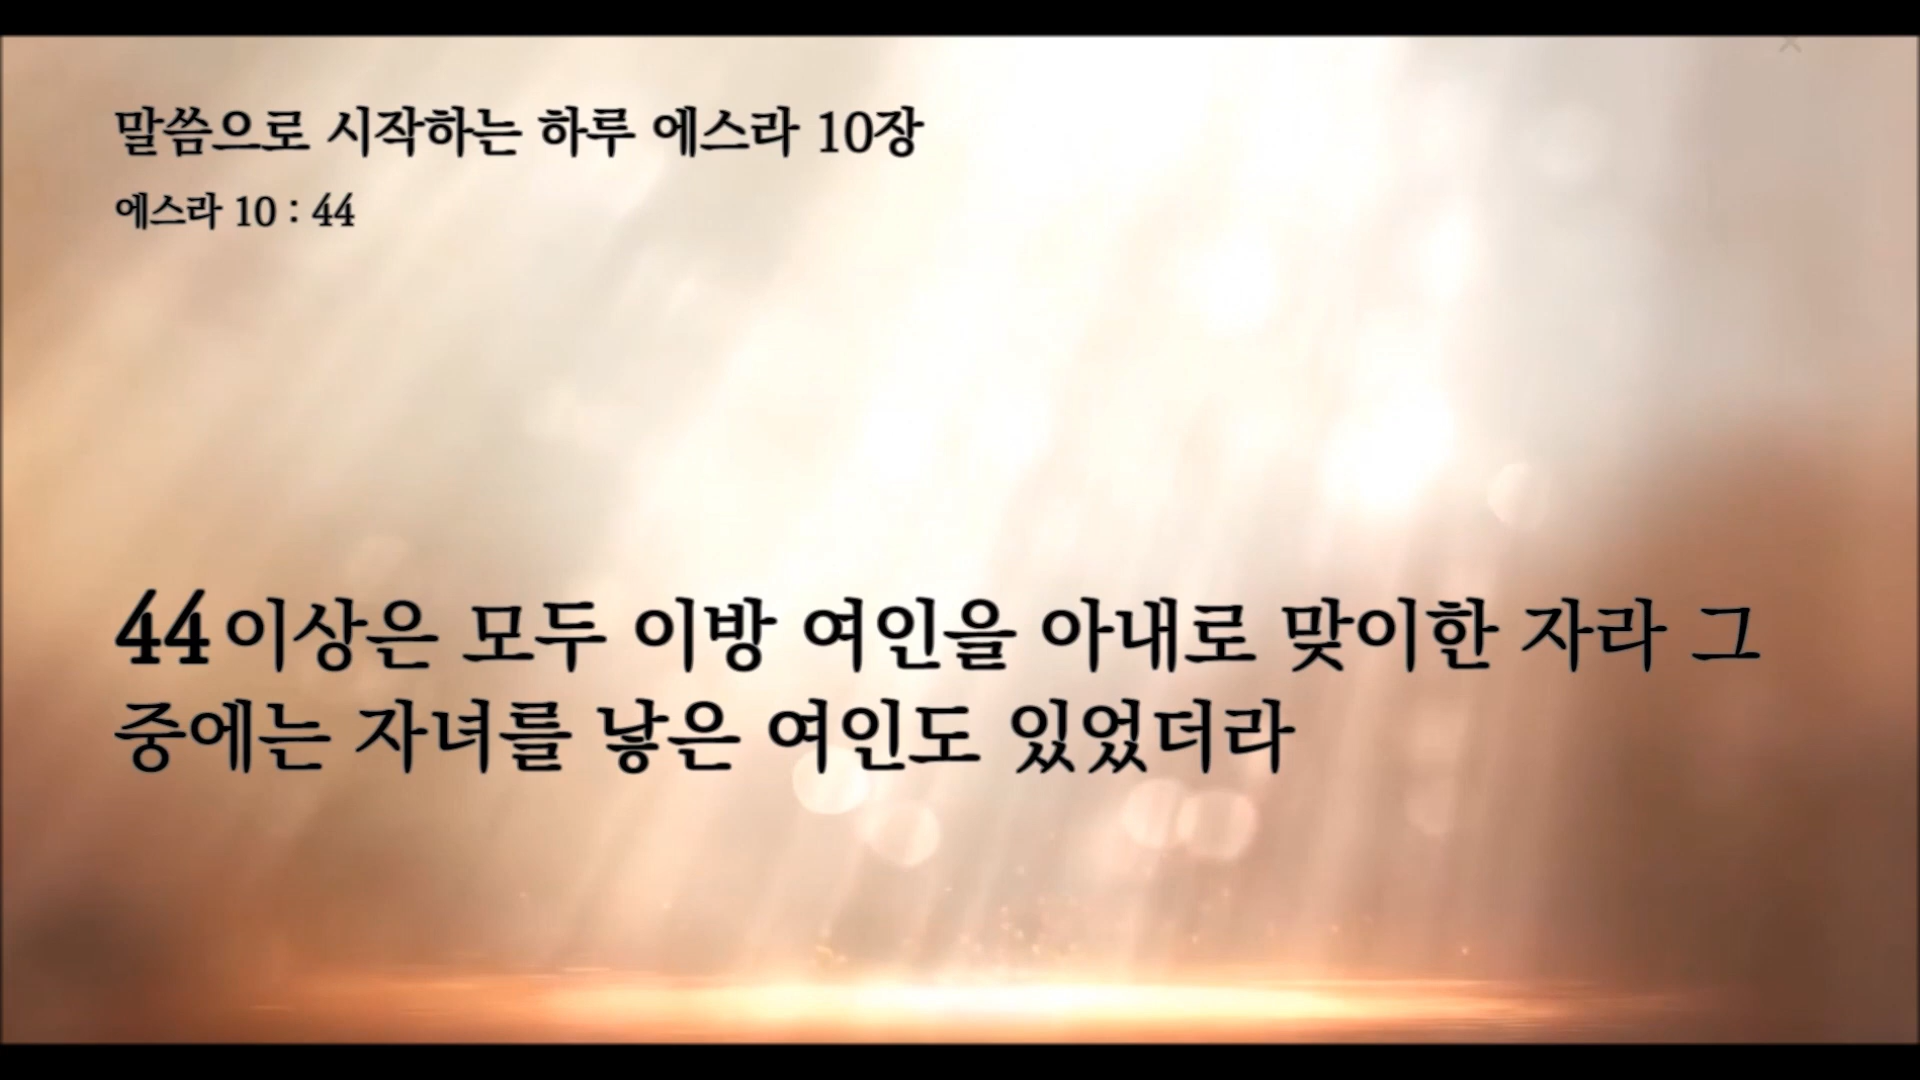 말씀으로 시작하는 하루 에스라 10장
에스라 10 : 44
44 이상은 모두 이방 여인을 아내로 맞이한 자라 그
중에는 자녀를 낳은 여인도 있었더라